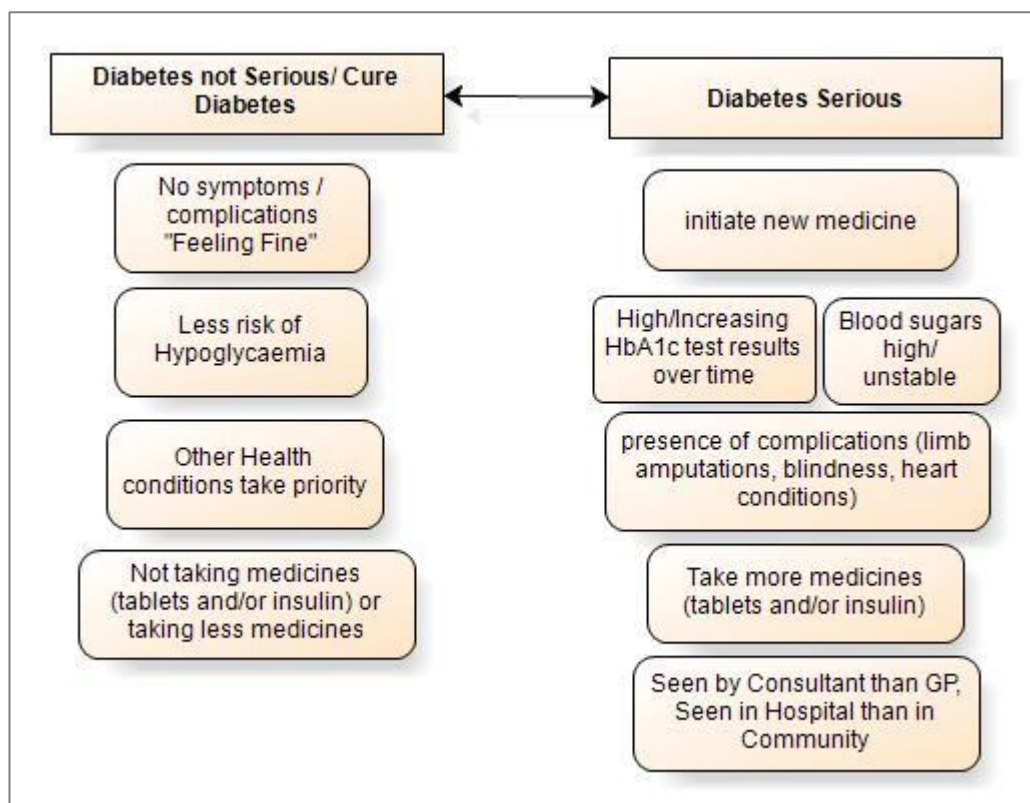 Diabetes not Serious/ Cure
Diabetes
No symptoms /
complications
"Feeling Fine"
Less risk of
Hypoglycaemia
Other Health
conditions take priority
Not taking medicines
(tablets and/or insulin) or
taking less medicines
Diabetes Serious
initiate new medicine
High/Increasing
HbA1c test results
over time
Blood sugars
high/
unstable
presence of complications (limb
amputations, blindness, heart
conditions)
Take more medicines
(tablets and/or insulin)
Seen by Consultant than GP,
Seen in Hospital than in
Community